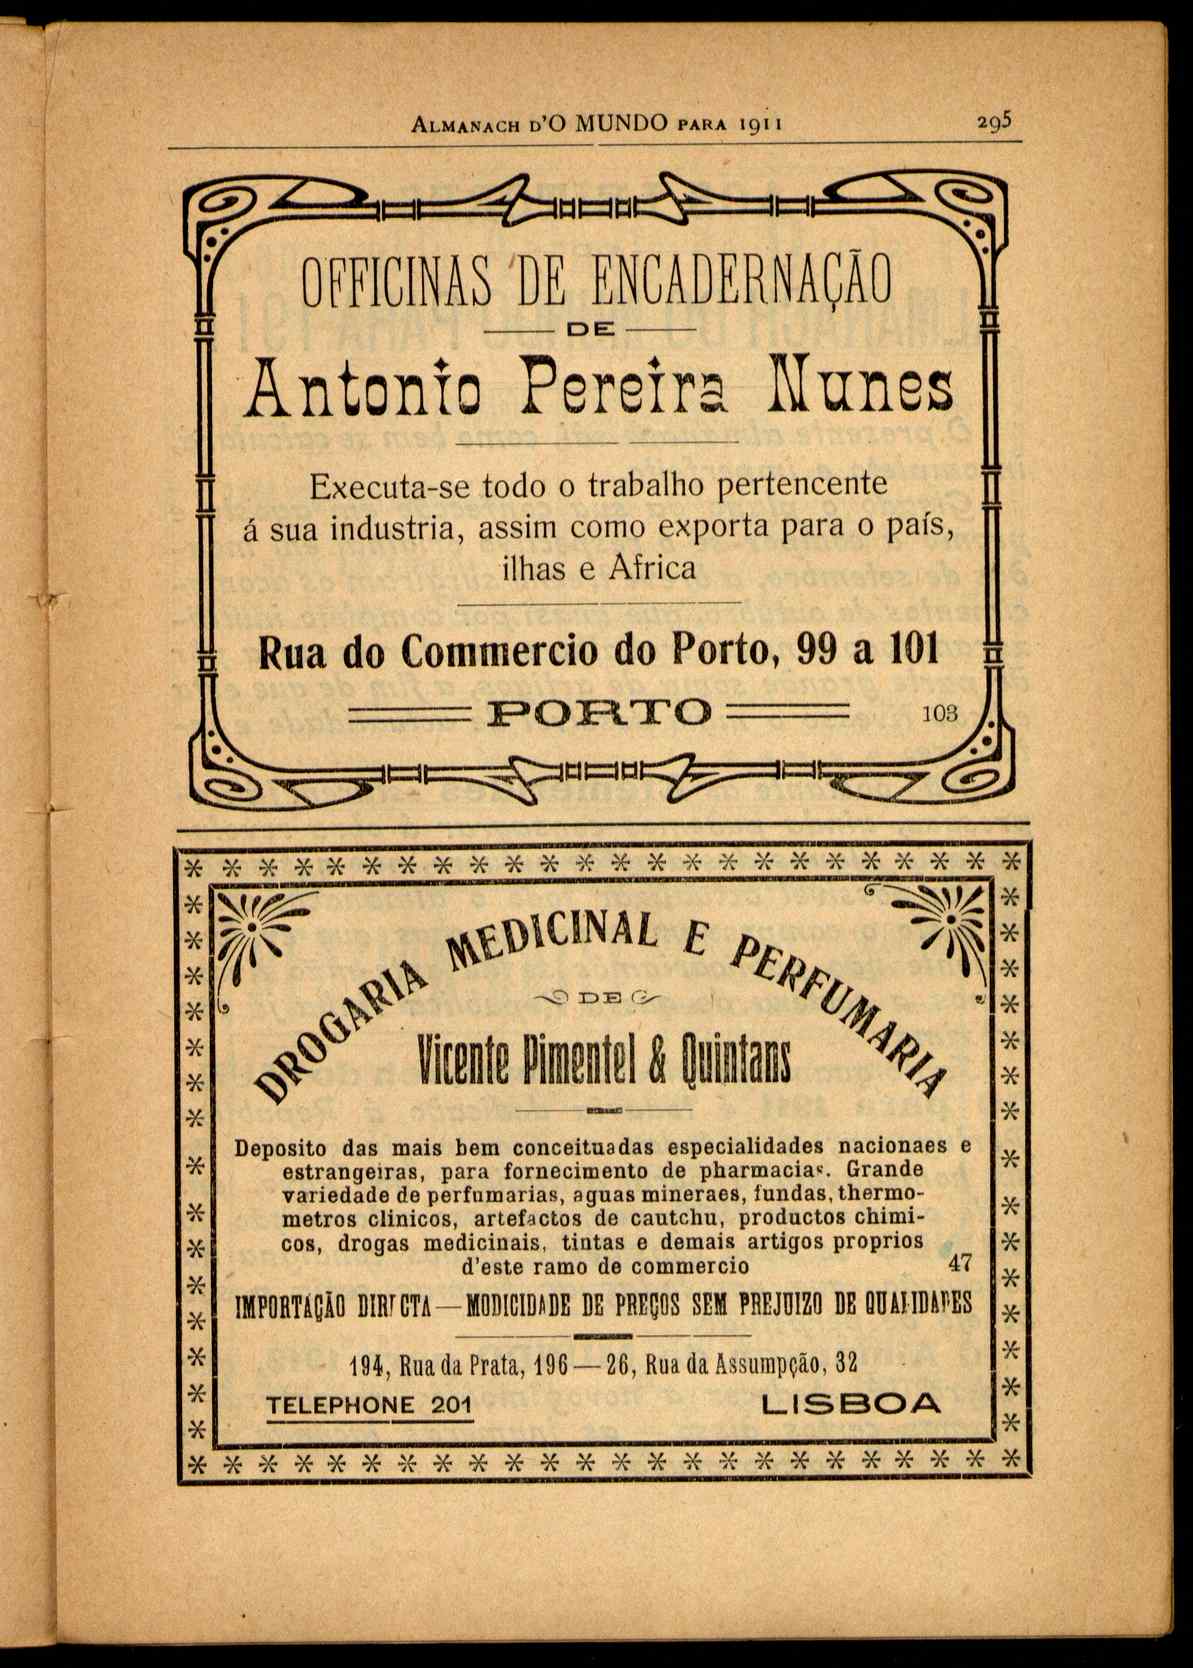 ALMANACH D'O MUNDO PARA 1911 295
OFFICINAS DE ENCADERNAÇÃO
DE
Antonio Pereira Nunes
Executa-se todo o trabalho pertencente
á sua industria, assim como exporta para o país,
ilhas e Africa
Rua do Commercio do Porto, 99 a 101
PORTO 103
DROGARIA MEDICINAL E PERFUMARIA
DE
Vicente Pimentel & Quintans
Deposito das mais bem conceituadas especialidades nacionaes e
estrangeiras, para fornecimento de pharmacias. Grande
variedade de perfumarias, aguas mineraes, fundas, thermo-
metros clinicos, artefactos de cautchu, productos chimi-
cos, drogas medicinais, tintas e demais artigos proprios
d'este ramo de commercio 47
IMPORTAÇÃO DIRECTA—MODICIDADE DE PREÇOS SEM PREJUIZO DE QUALIDADES
194, Rua da Prata, 196—26, Rua da Assumpção, 32
TELEPHONE 201 LISBOA